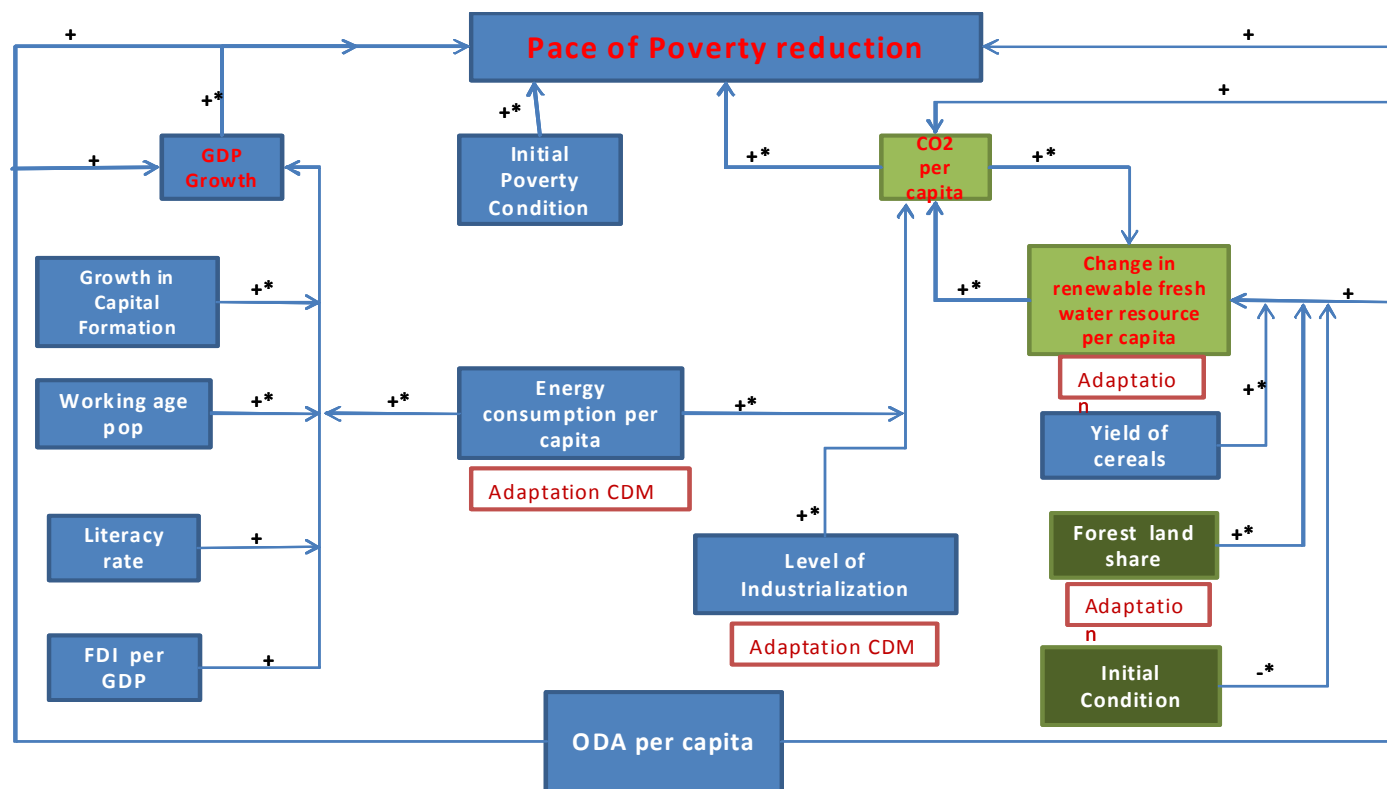 +
Pace of Poverty reduction
+
+
+*
+*
GDP
Growth
+
Initial
Poverty
Condition
+*
CO2
per
capita
+*
Growth in
Capital
Formation
+*
Change in
renewable fresh
water resource
per capita
+*
+
Adaptatio
n
Working age
pop
+*
+*
Energy
consumption per
capita
+*
+*
Yield of
cereals
Adaptation CDM
Literacy
rate
+
+*
Level of
Industrialization
Forest land
share
+*
Adaptatio
n
Adaptation CDM
FDI per
GDP
+
Initial
Condition
-*
ODA per capita